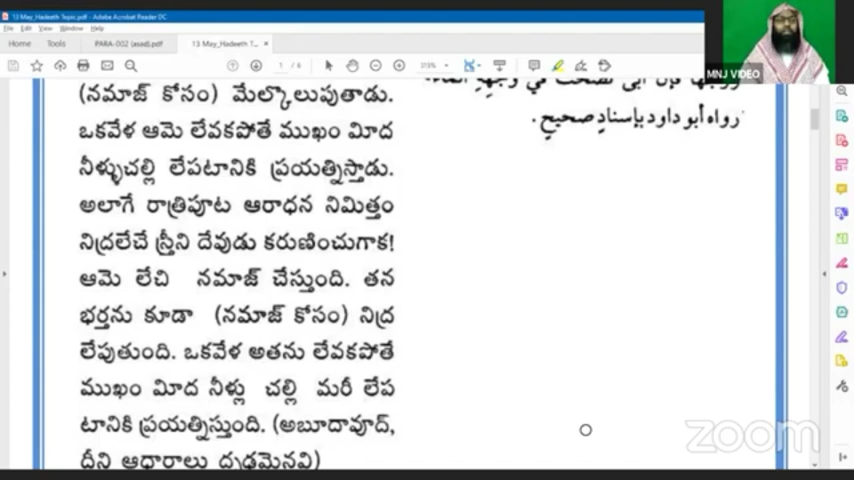 13 May_Hadeeth Topic.pdf - Adobe Acrobat Reader DC
File Edit View Window Help
Home Tools PARA-002 (asad).pdf 13 May_Hadeeth T... ×
1 / 6 319%
MNJ VIDEO
(నమాజ్ కోసం) మేల్కొలుపుతాడు.
ఒకవేళ ఆమె లేవకపోతే ముఖం మీద
నీళ్ళుచల్లి లేపటానికి ప్రయత్నిస్తాడు.
అలాగే రాత్రిపూట ఆరాధన నిమిత్తం
నిద్రలేచే స్త్రీని దేవుడు కరుణించుగాక!
ఆమె లేచి నమాజ్ చేస్తుంది. తన
భర్తను కూడా (నమాజ్ కోసం) నిద్ర
లేపుతుంది. ఒకవేళ అతను లేవకపోతే
ముఖం మీద నీళ్లు చల్లి మరీ లేప
టానికి ప్రయత్నిస్తుంది. (అబూదావూద్,
దీని ఆధారాలు దృఢమైనవి)
رواه أبو داود بإسنادٍ صحيحٍ.
zoom